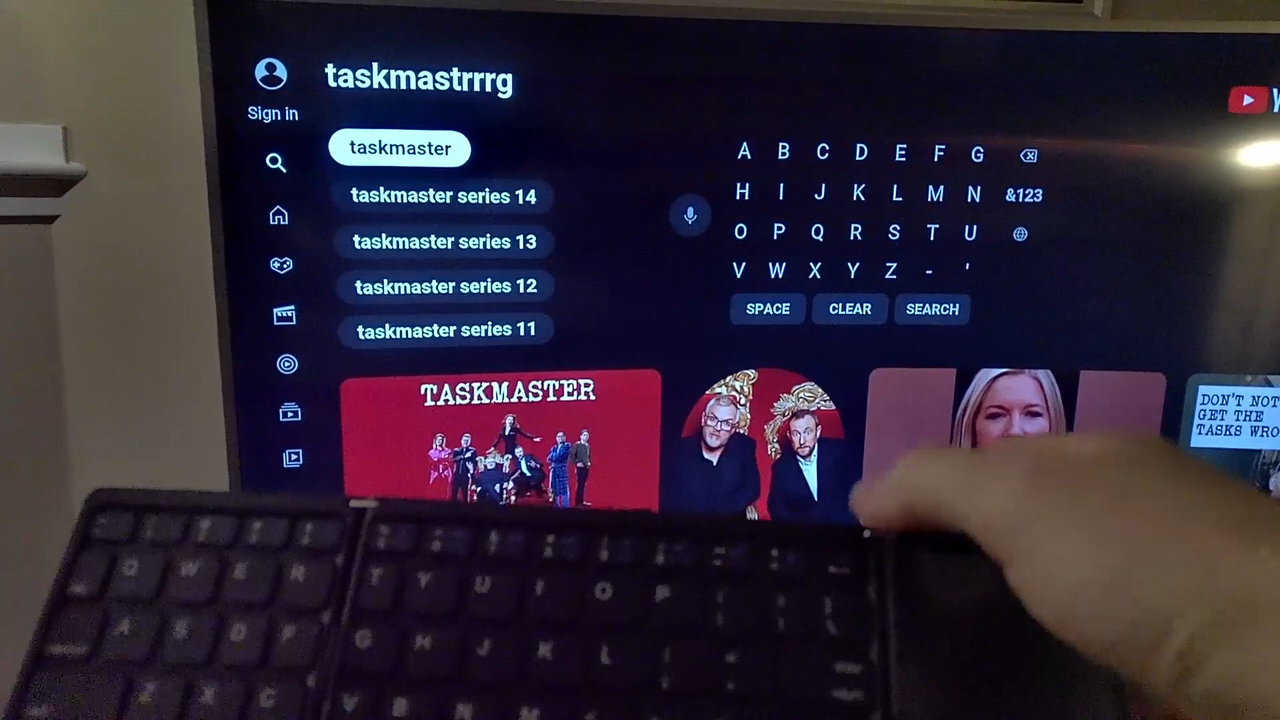 taskmastrrrg
Sign in
taskmaster
taskmaster series 14
taskmaster series 13
taskmaster series 12
taskmaster series 11
A B C D E F G
H I J K L M N &123
O P Q R S T U
V W X Y Z - '
SPACE CLEAR SEARCH
TASKMASTER
DON'T NOT
GET THE
TASKS WRO
Q W E R T Y U I O P
A S D F G H J K L
Z X C V B N M